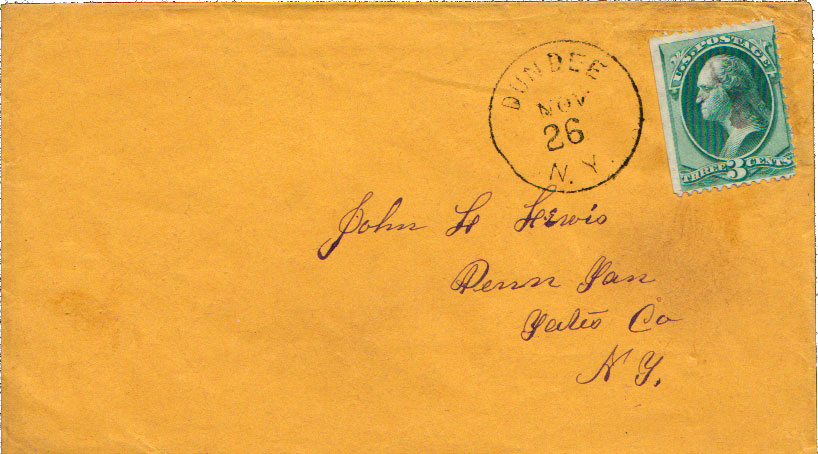 U.S. POSTAGE
THREE 3 CENTS
DUNDEE
NOV
26
N.Y.
John L Lewis
Penn Yan
Yates Co
N Y.